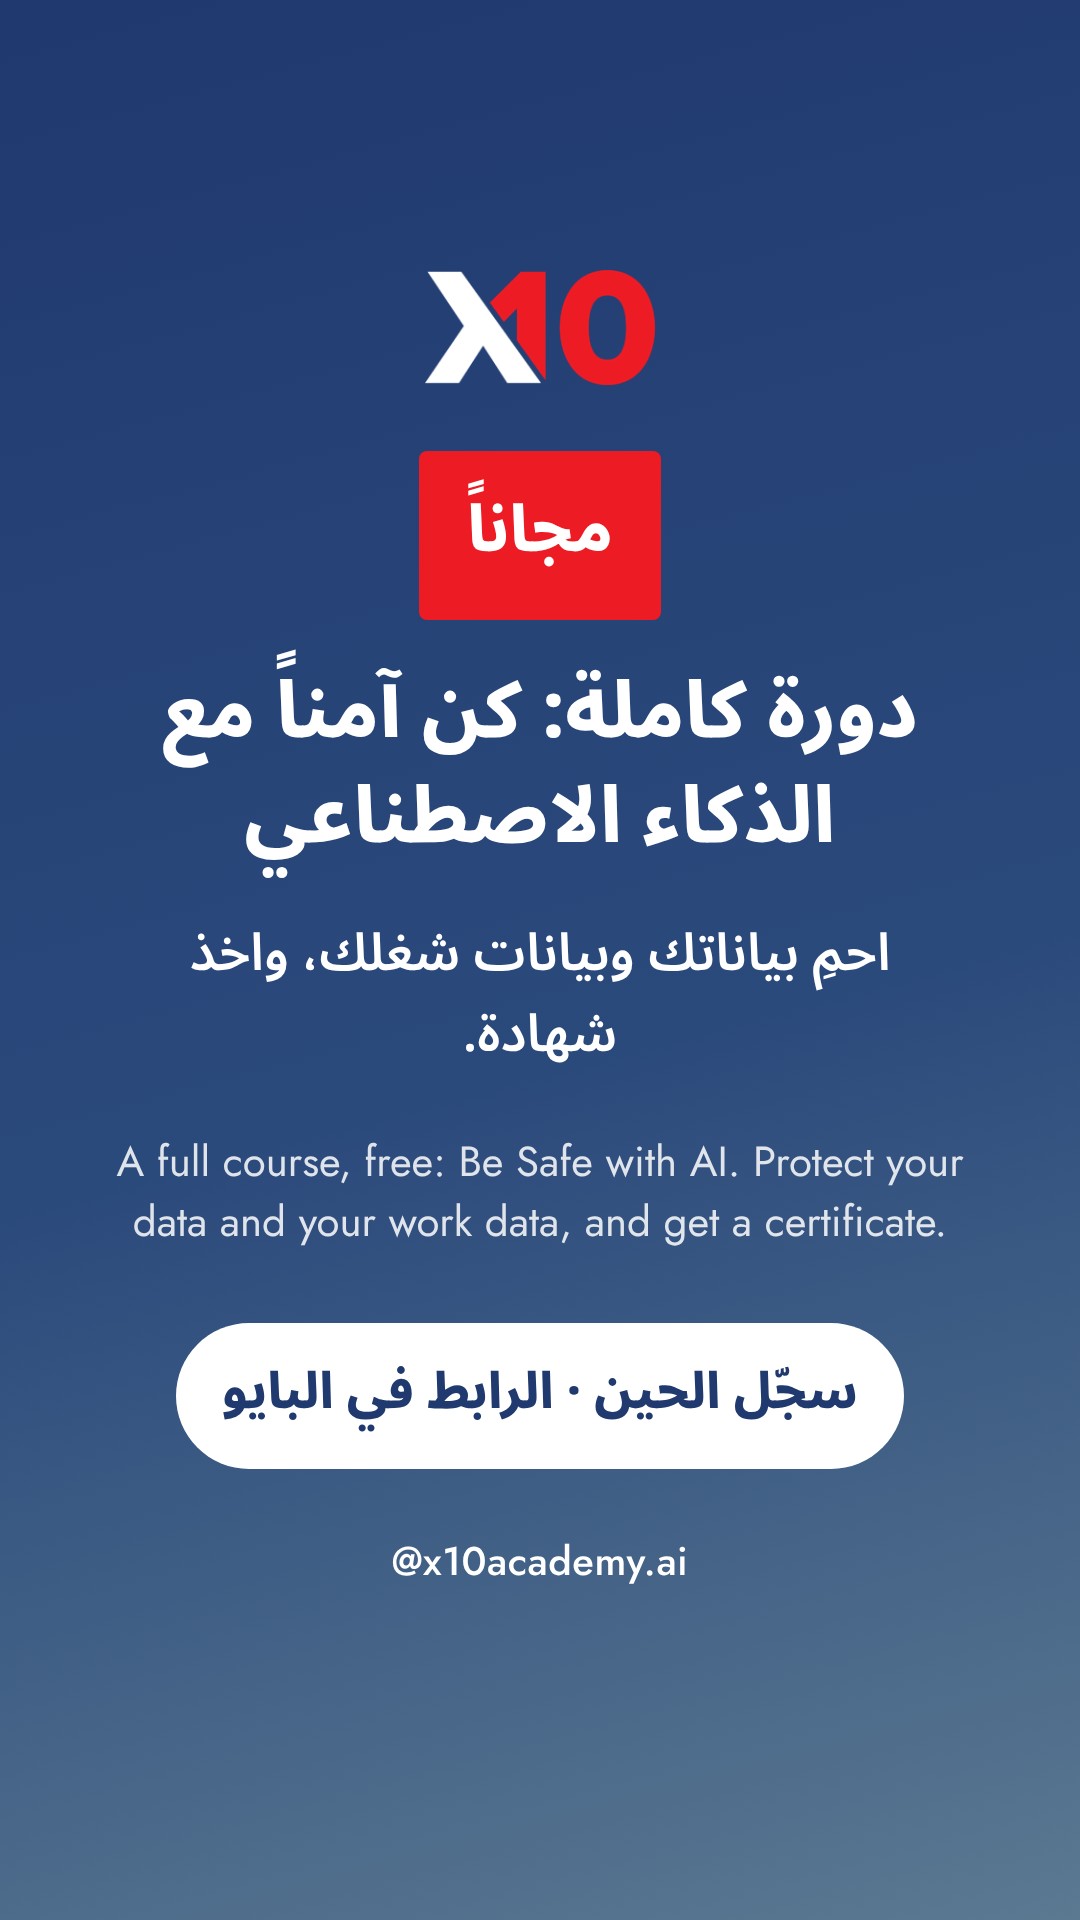 X10
مجاناً
دورة كاملة: كن آمناً مع
الذكاء الاصطناعي
احمِ بياناتك وبيانات شغلك، واخذ
شهادة.
A full course, free: Be Safe with AI. Protect your
data and your work data, and get a certificate.
سجّل الحين · الرابط في البايو
@x10academy.ai